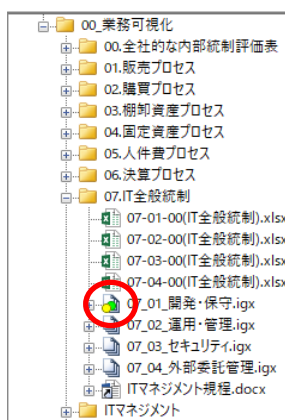 00_業務可視化
00.全社的な内部統制評価表
01.販売プロセス
02.購買プロセス
03.棚卸資産プロセス
04.固定資産プロセス
05.人件費プロセス
06.決算プロセス
07.IT全般統制
07-01-00(IT全般統制).xlsx
07-02-00(IT全般統制).xlsx
07-03-00(IT全般統制).xlsx
07-04-00(IT全般統制).xlsx
07_01_開発・保守.igx
07_02_運用・管理.igx
07_03_セキュリティ.igx
07_04_外部委託管理.igx
ITマネジメント規程.docx
ITマネジメント